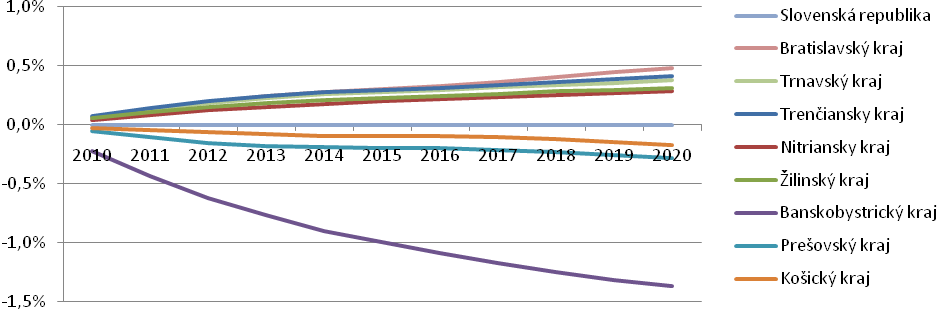 1,0%
0,5%
0,0%
-0,5%
-1,0%
-1,5%
2010 2011 2012 2013 2014 2015 2016 2017 2018 2019 2020
Slovenská republika
Bratislavský kraj
Trnavský kraj
Trenčiansky kraj
Nitriansky kraj
Žilinský kraj
Banskobystrický kraj
Prešovský kraj
Košický kraj